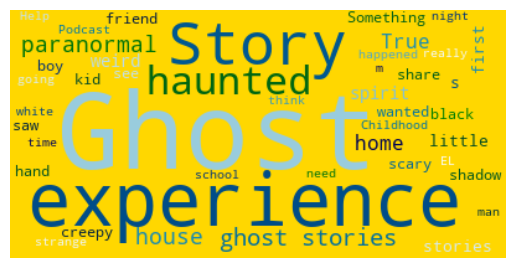 Help friend Something night
Podcast
paranormal Story True first
weird happened really
boy see
going kid haunted m share s
think spirit
white wanted black
saw Ghost Childhood
time home little
EL
hand school need scary shadow
experience man
creepy
strange house ghost stories stories